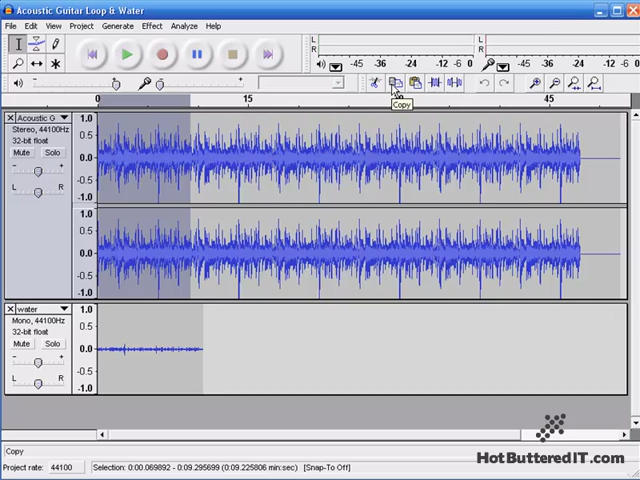 Acoustic Guitar Loop & Water
File Edit View Project Generate Effect Analyze Help
L
R
-36 -24 -12 0
L
R
-36 -24 -12 0
0 15 45
Copy
Acoustic G
Stereo, 44100Hz
32-bit float
Mute Solo
- +
L R
1.0
0.5
0.0
-0.5
-1.0
1.0
0.5
0.0
-0.5
-1.0
water
Mono, 44100Hz
32-bit float
Mute Solo
- +
L R
1.0
0.5
0.0
-0.5
-1.0
HotButteredIT.com
Copy
Project rate: 44100 Selection: 0:00.069892 - 0:09.295699 (0:09.225806 min:sec) [Snap-To Off]